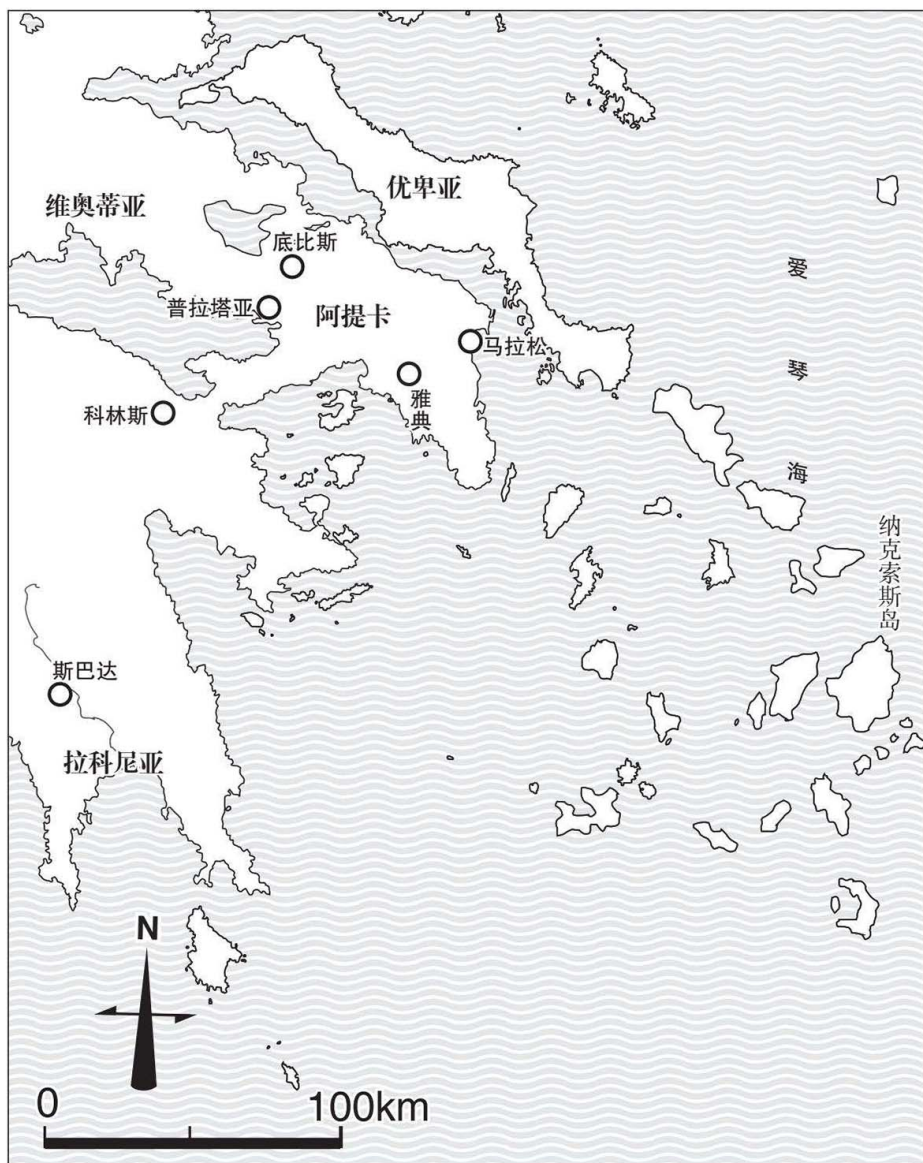 优卑亚
维奥蒂亚
底比斯
爱琴海
普拉塔亚
阿提卡
马拉松
雅典
科林斯
纳克索斯岛
斯巴达
拉科尼亚
N
0
100km